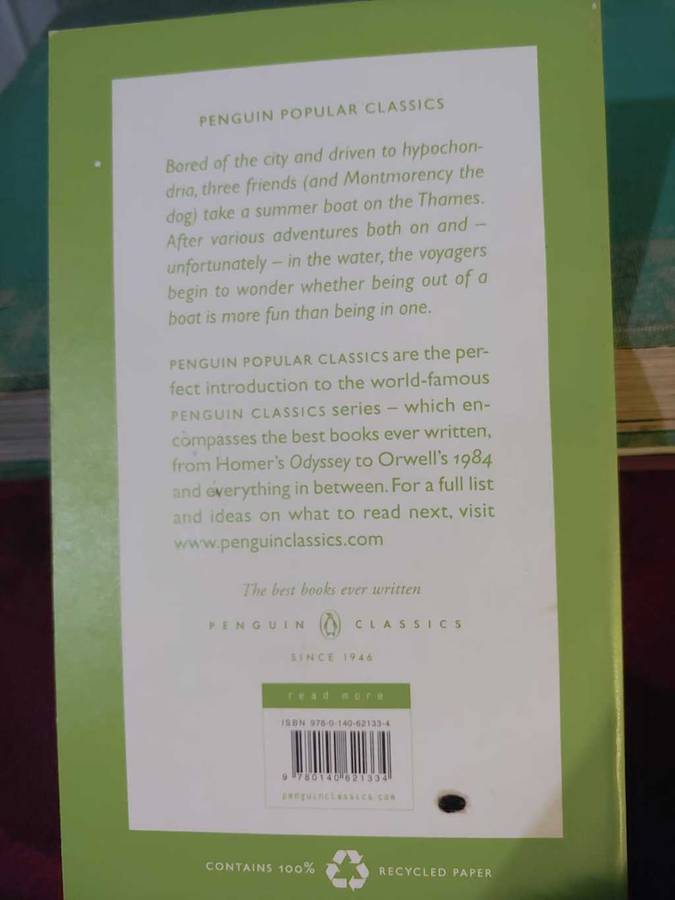 PENGUIN POPULAR CLASSICS
Bored of the city and driven to hypochon-
dria, three friends (and Montmorency the
dog) take a summer boat on the Thames.
After various adventures both on and –
unfortunately – in the water, the voyagers
begin to wonder whether being out of a
boat is more fun than being in one.
PENGUIN POPULAR CLASSICS are the per-
fect introduction to the world-famous
PENGUIN CLASSICS series – which en-
compasses the best books ever written,
from Homer's Odyssey to Orwell's 1984
and everything in between. For a full list
and ideas on what to read next, visit
www.penguinclassics.com
The best books ever written
PENGUIN CLASSICS
SINCE 1946
read more
ISBN 978-0-140-62133-4
9 780140 621334
penguinclassics.com
CONTAINS 100% RECYCLED PAPER